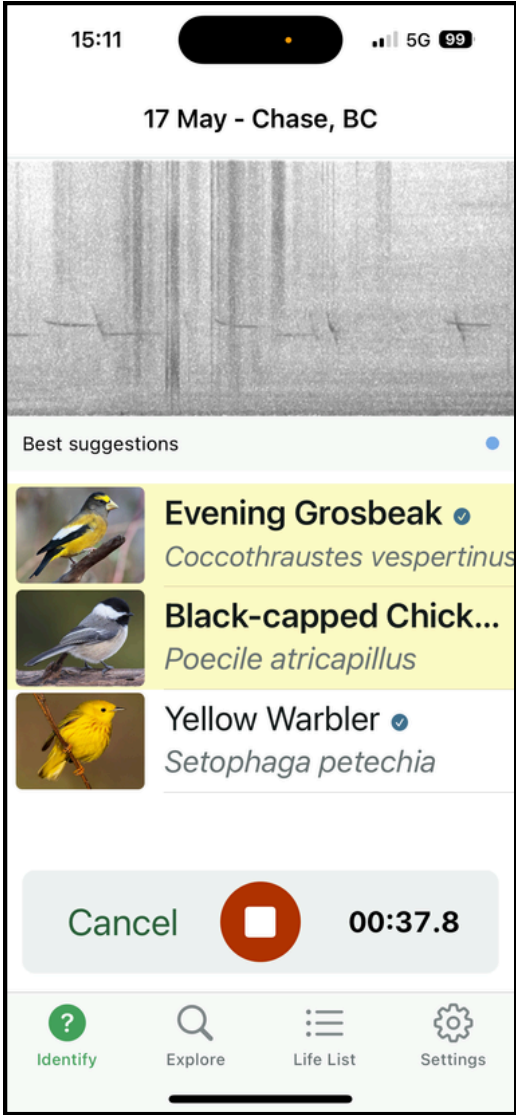 15:11
5G 99
17 May - Chase, BC
Best suggestions
Evening Grosbeak
Coccothraustes vespertinus
Black-capped Chick...
Poecile atricapillus
Yellow Warbler
Setophaga petechia
Cancel 00:37.8
? 
Identify Explore Life List Settings